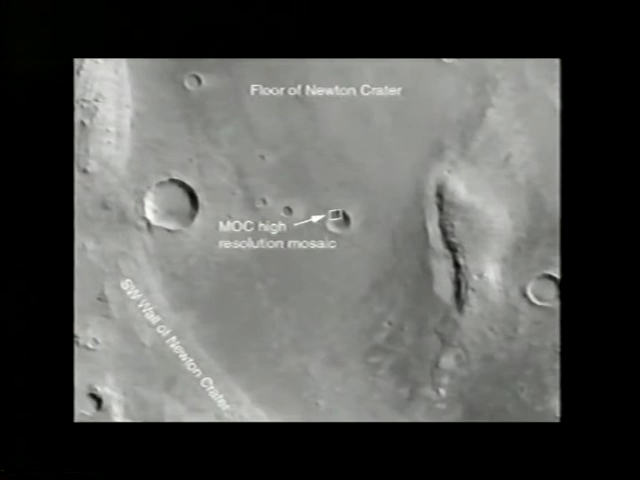 Floor of Newton Crater
MOC high
resolution mosaic
SW Wall of Newton Crater